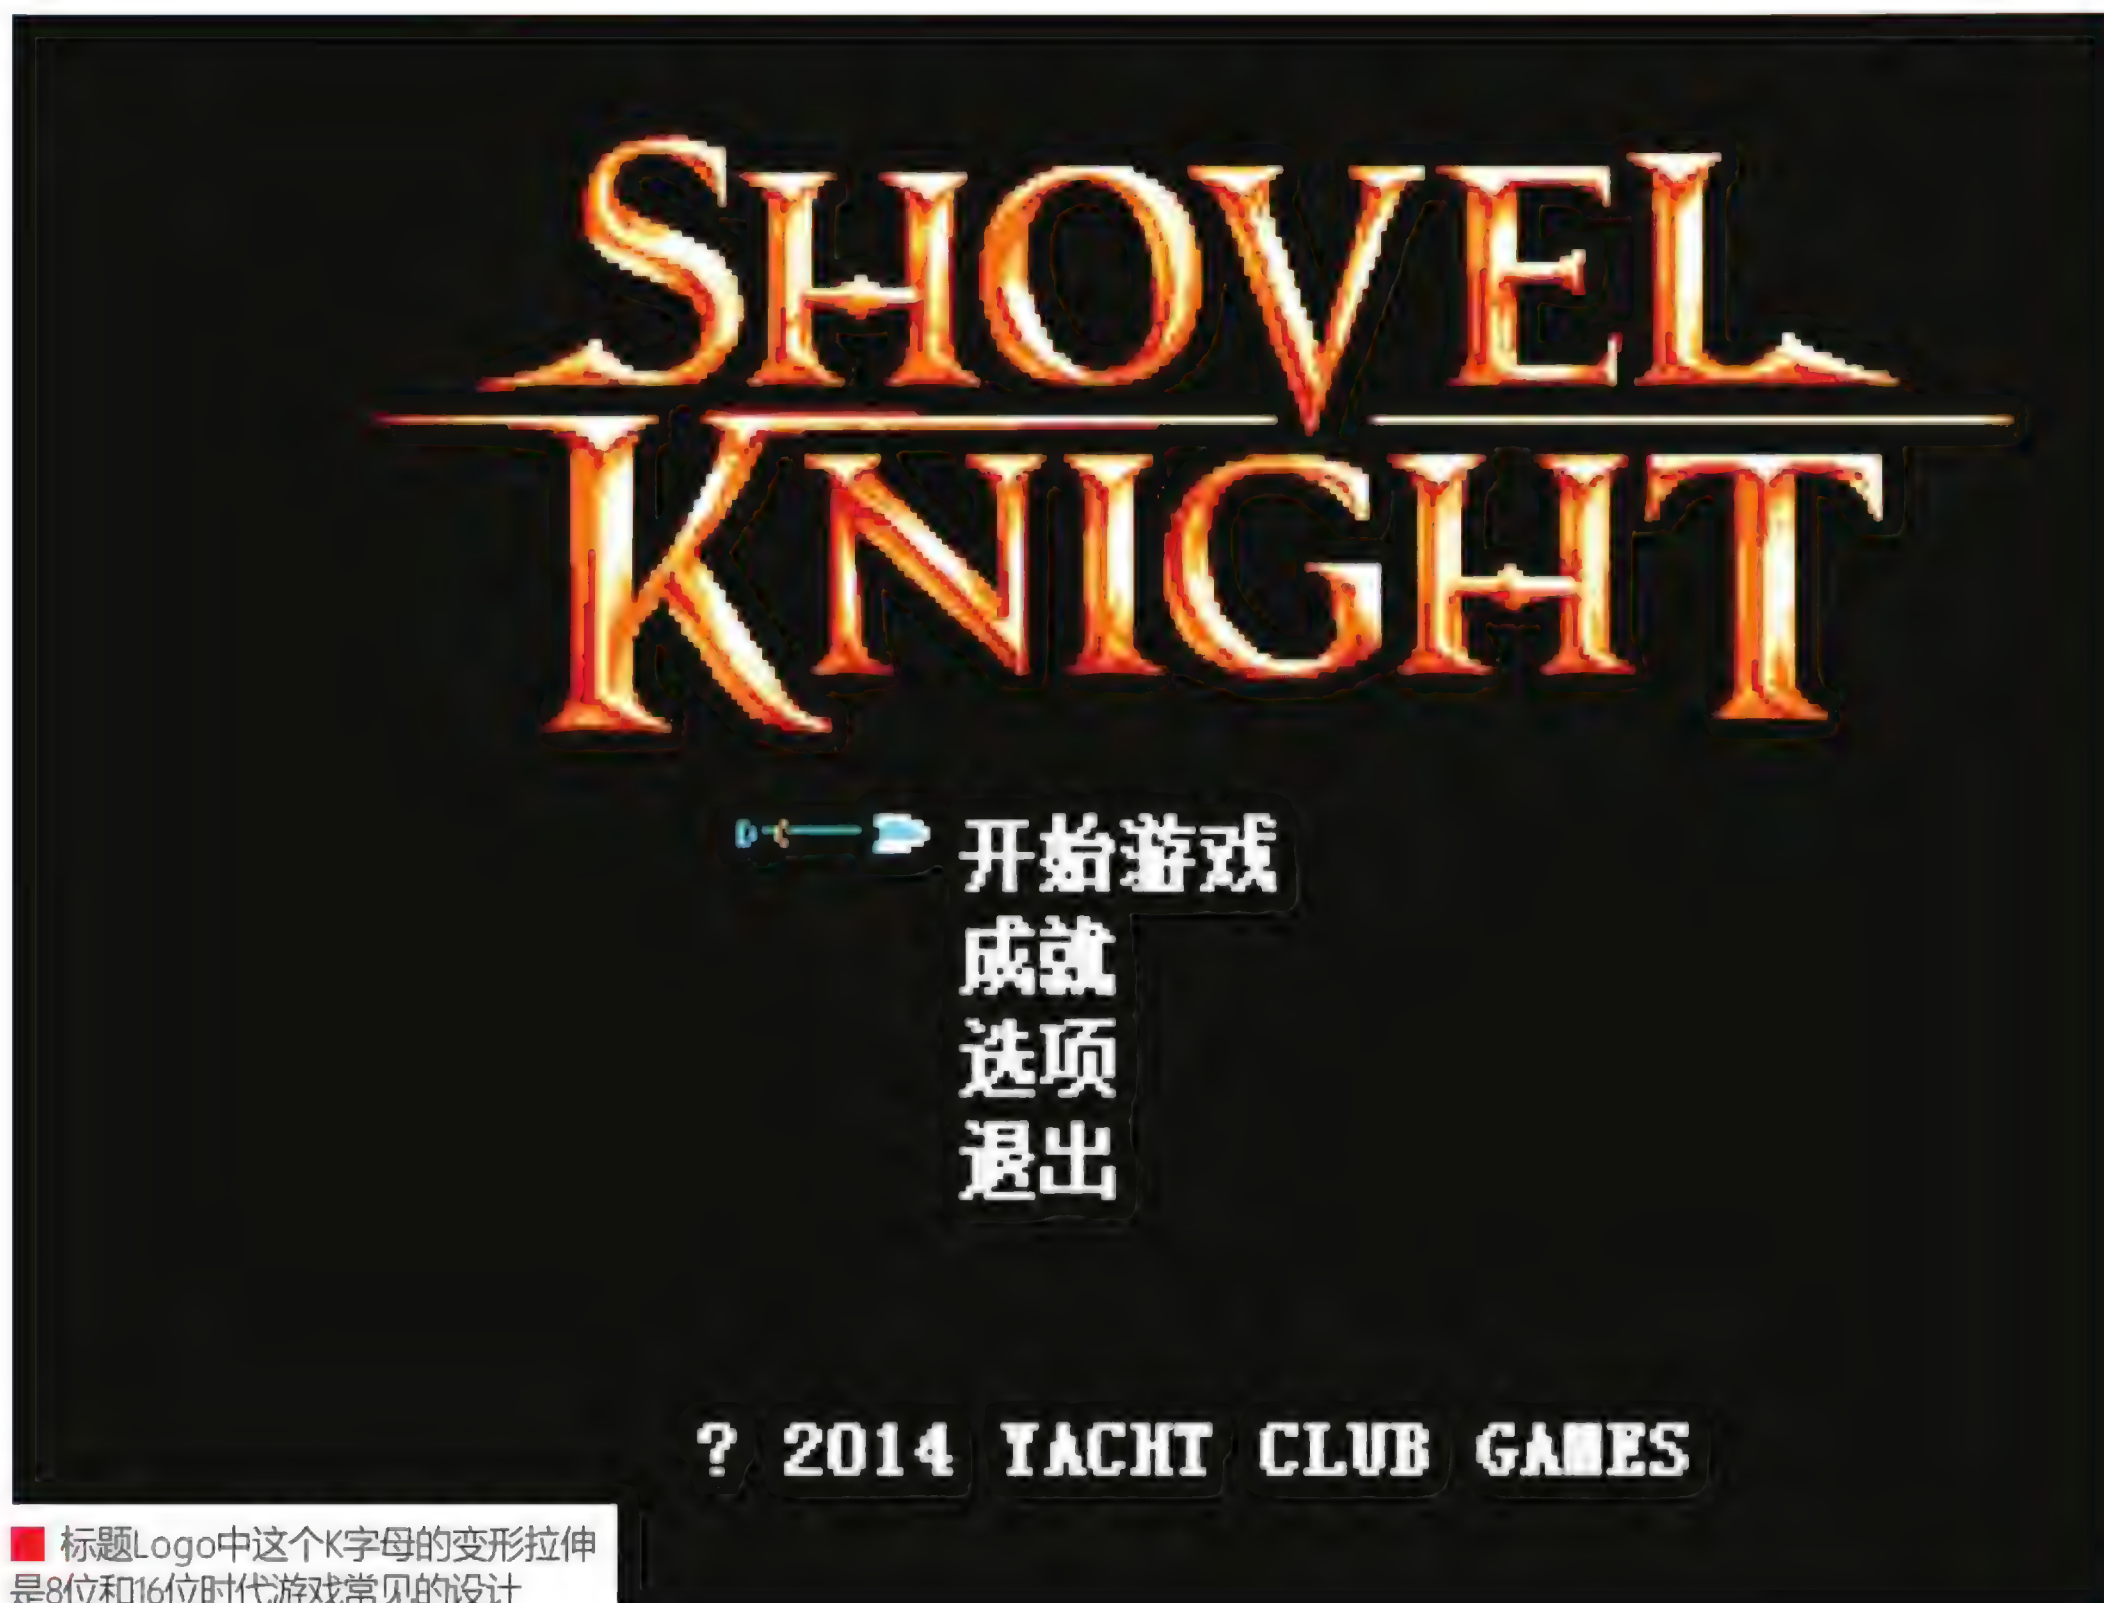 SHOVEL
KNIGHT
开始游戏
成就
选项
退出
? 2014 YACHT CLUB GAMES
标题Logo中这个K字母的变形拉伸
是8位和16位时代游戏常见的设计